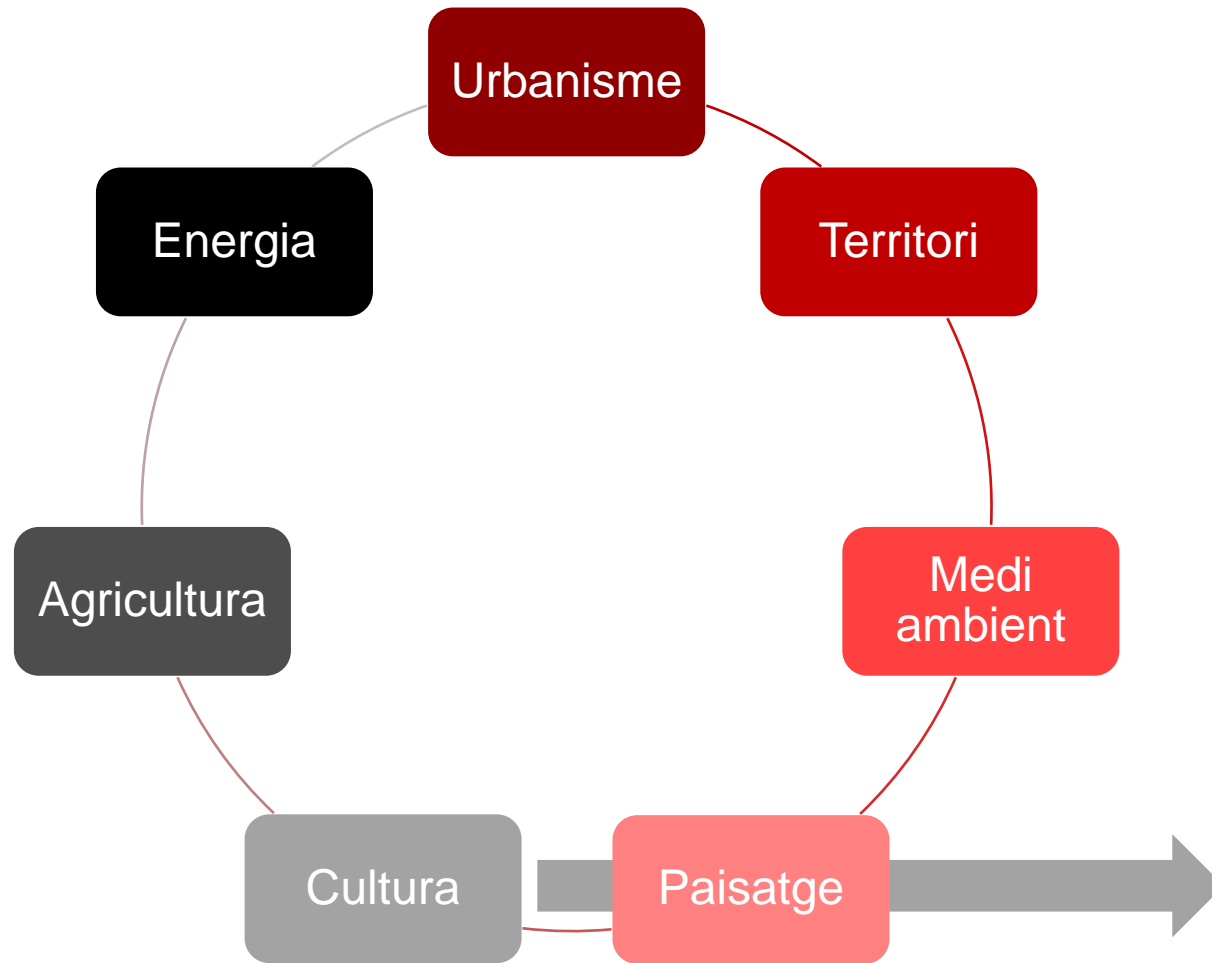 Urbanisme
Energia
Territori
Agricultura
Medi
ambient
Cultura
Paisatge